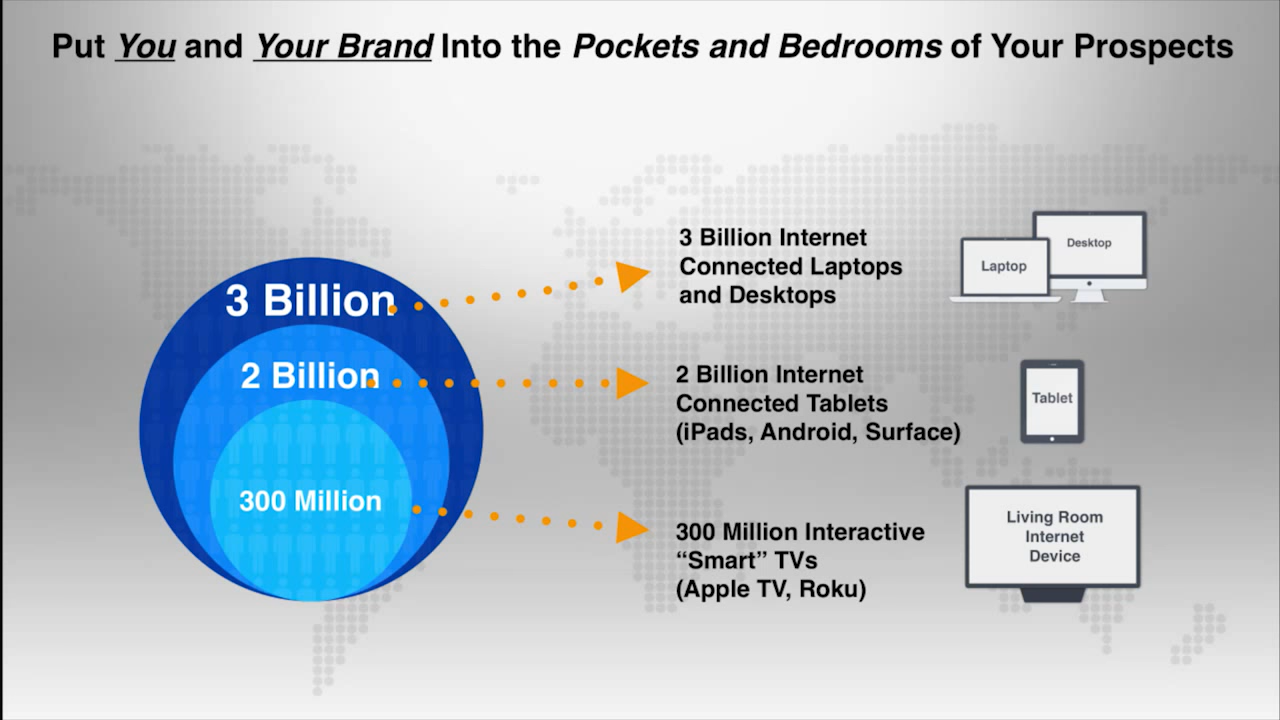 Put You and Your Brand Into the Pockets and Bedrooms of Your Prospects
3 Billion
2 Billion
300 Million
3 Billion Internet
Connected Laptops
and Desktops
Laptop
Desktop
2 Billion Internet
Connected Tablets
(iPads, Android, Surface)
Tablet
300 Million Interactive
“Smart” TVs
(Apple TV, Roku)
Living Room
Internet
Device